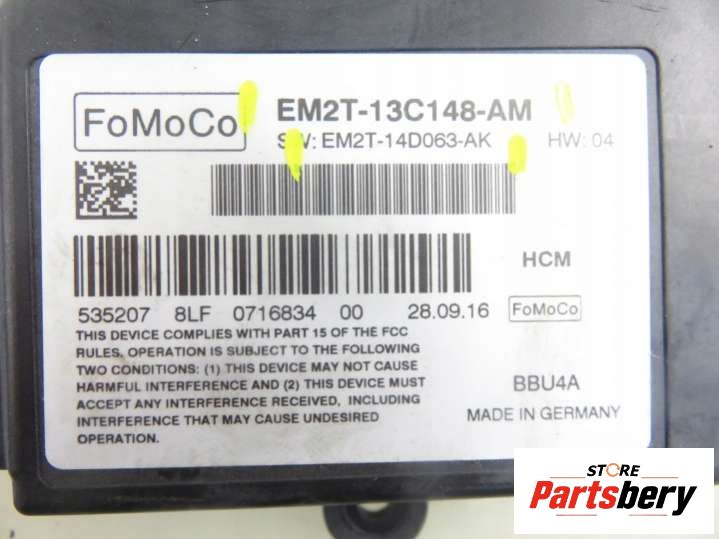 FoMoCo
EM2T-13C148-AM
SW: EM2T-14D063-AK HW: 04
HCM
535207 8LF 0716834 00 28.09.16 FoMoCo
THIS DEVICE COMPLIES WITH PART 15 OF THE FCC
RULES, OPERATION IS SUBJECT TO THE FOLLOWING
TWO CONDITIONS: (1) THIS DEVICE MAY NOT CAUSE
HARMFUL INTERFERENCE AND (2) THIS DEVICE MUST
ACCEPT ANY INTERFERENCE RECEIVED, INCLUDING
INTERFERENCE THAT MAY CAUSE UNDESIRED
OPERATION.
BBU4A
MADE IN GERMANY
STORE
Partsbery